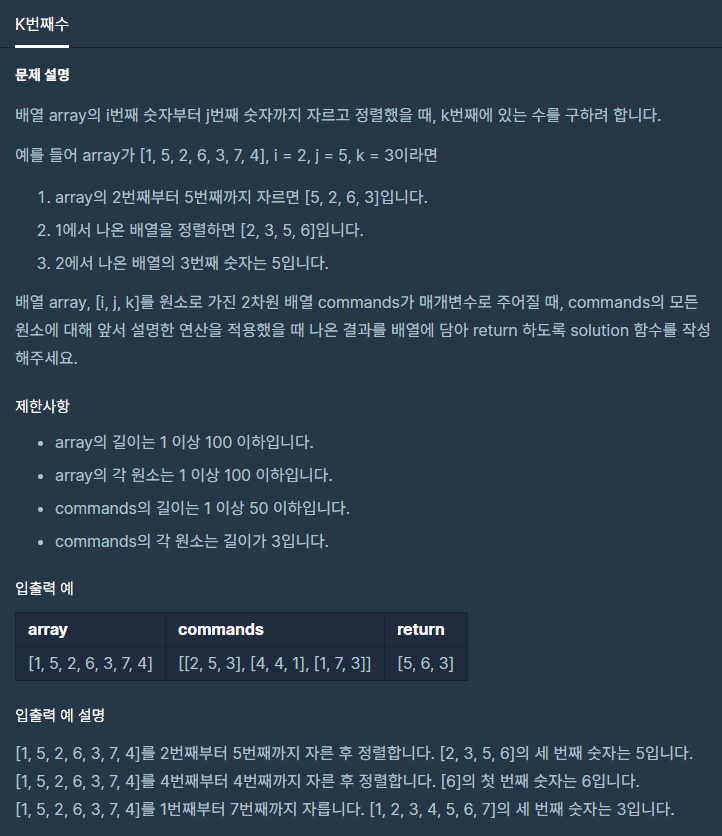 K번째수
문제 설명
배열 array의 i번째 숫자부터 j번째 숫자까지 자르고 정렬했을 때, k번째에 있는 수를 구하려 합니다.
예를 들어 array가 [1, 5, 2, 6, 3, 7, 4], i = 2, j = 5, k = 3이라면
1. array의 2번째부터 5번째까지 자르면 [5, 2, 6, 3]입니다.
2. 1에서 나온 배열을 정렬하면 [2, 3, 5, 6]입니다.
3. 2에서 나온 배열의 3번째 숫자는 5입니다.
배열 array, [i, j, k]를 원소로 가진 2차원 배열 commands가 매개변수로 주어질 때, commands의 모든
원소에 대해 앞서 설명한 연산을 적용했을 때 나온 결과를 배열에 담아 return 하도록 solution 함수를 작성
해주세요.
제한사항
• array의 길이는 1 이상 100 이하입니다.
• array의 각 원소는 1 이상 100 이하입니다.
• commands의 길이는 1 이상 50 이하입니다.
• commands의 각 원소는 길이가 3입니다.
입출력 예
array commands return
[1, 5, 2, 6, 3, 7, 4] [[2, 5, 3], [4, 4, 1], [1, 7, 3]] [5, 6, 3]
입출력 예 설명
[1, 5, 2, 6, 3, 7, 4]를 2번째부터 5번째까지 자른 후 정렬합니다. [2, 3, 5, 6]의 세 번째 숫자는 5입니다.
[1, 5, 2, 6, 3, 7, 4]를 4번째부터 4번째까지 자른 후 정렬합니다. [6]의 첫 번째 숫자는 6입니다.
[1, 5, 2, 6, 3, 7, 4]를 1번째부터 7번째까지 자릅니다. [1, 2, 3, 4, 5, 6, 7]의 세 번째 숫자는 3입니다.